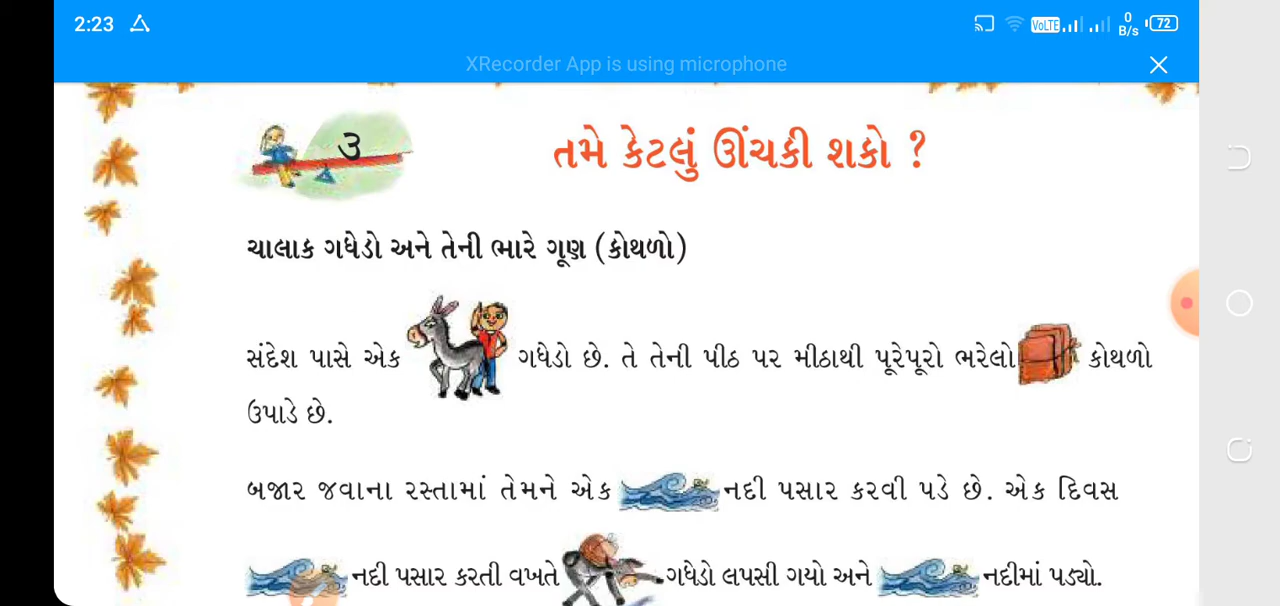 2:23
VoLTE
0 B/s
72
XRecorder App is using microphone
૩
તમે કેટલું ઊંચકી શકો ?
ચાલાક ગધેડો અને તેની ભારે ગૂણ (કોથળો)
સંદેશ પાસે એક ગધેડો છે. તે તેની પીઠ પર મીઠાથી પૂરેપૂરો ભરેલો કોથળો
ઉપાડે છે.
બજાર જવાના રસ્તામાં તેમને એક નદી પસાર કરવી પડે છે. એક દિવસ
નદી પસાર કરતી વખતે ગધેડો લપસી ગયો અને નદીમાં પડ્યો.